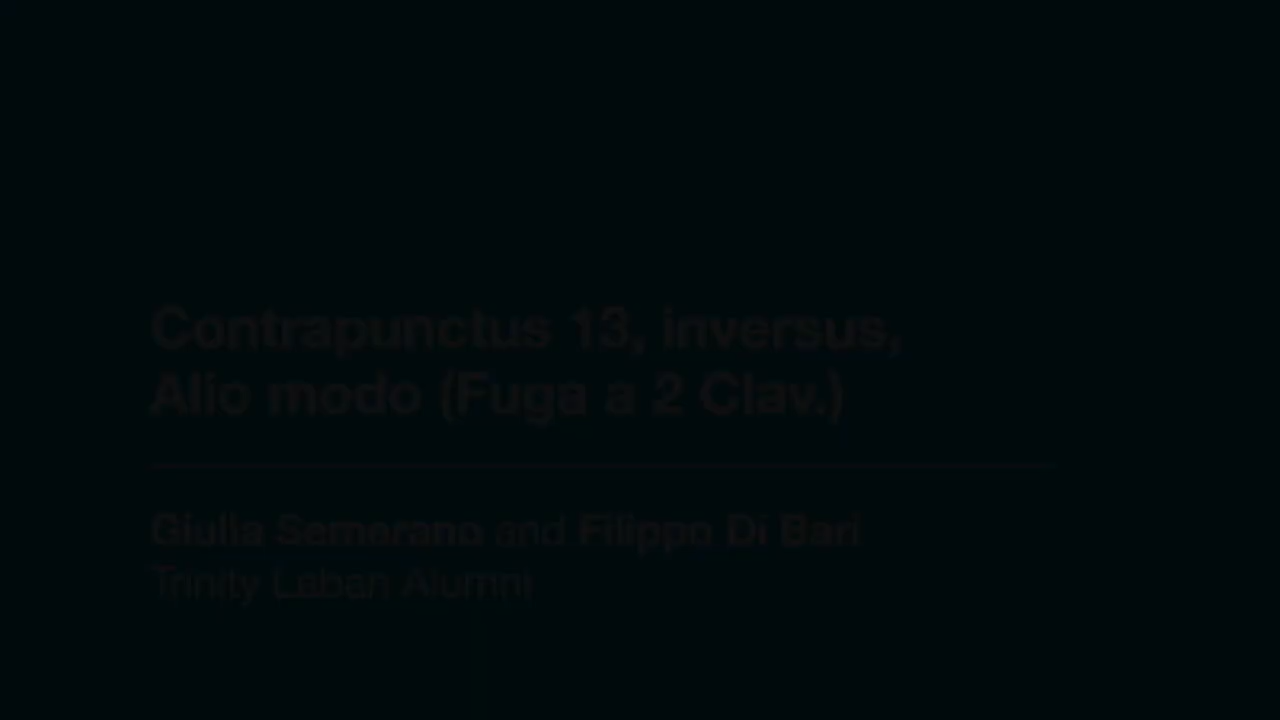 Contrapunctus 13, inversus,
Alio modo (Fuga a 2 Clav.)
Giulia Semerano and Filippo Di Bari
Trinity Laban Alumni